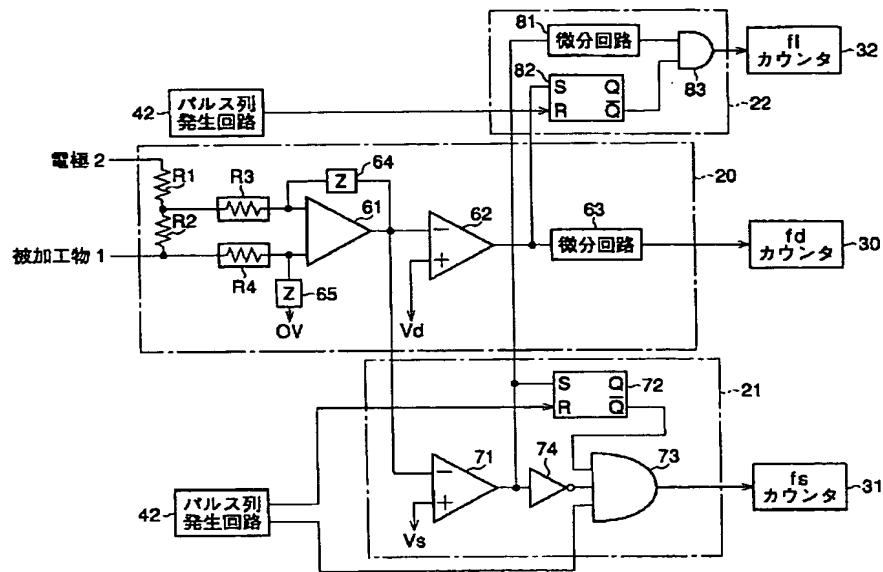 81
微分回路
82
S Q
R Q̅
83
22
fl
カウンタ
32
42
パルス列
発生回路
電極 2
R1
R2
R3
R4
被加工物 1
Z
64
61
Z
65
OV
62
−
+
Vd
63
微分回路
20
fd
カウンタ
30
S Q
R Q̅
72
21
71
−
+
Vs
74
73
42
パルス列
発生回路
fs
カウンタ
31